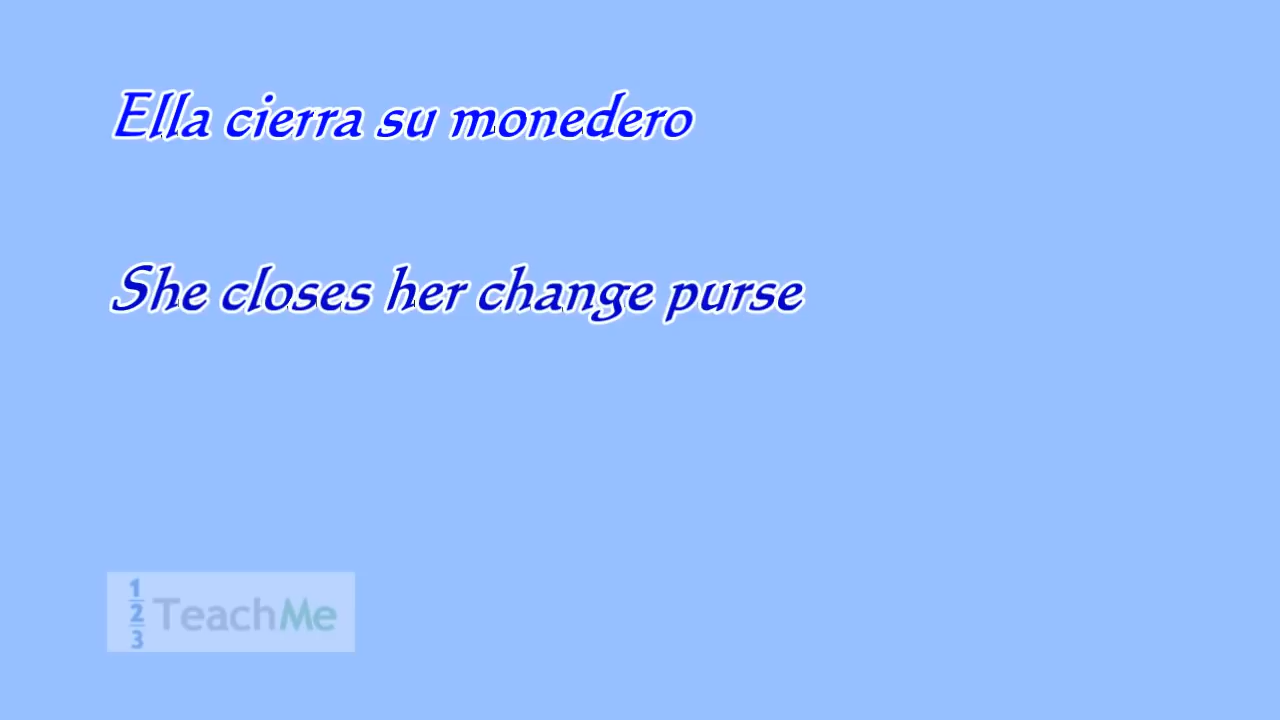 Ella cierra su monedero
She closes her change purse
1
2
3
TeachMe